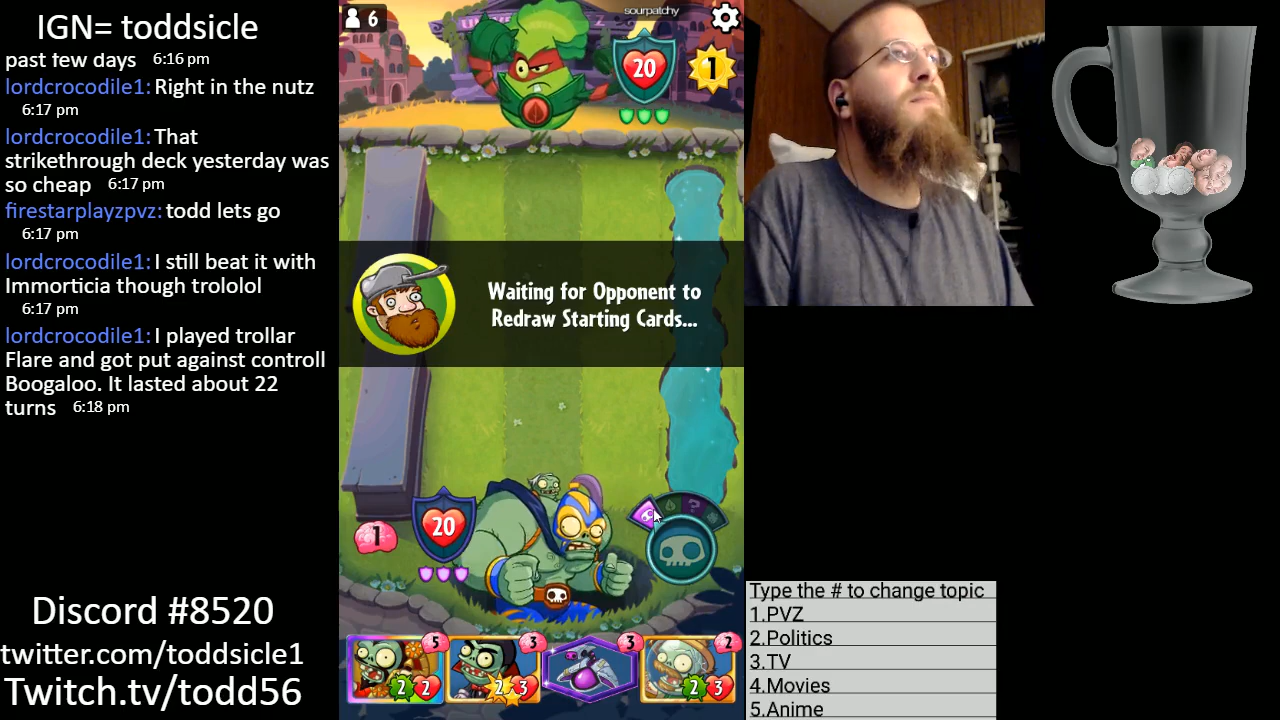 IGN= toddsicle
past few days 6:16 pm
lordcrocodile1: Right in the nutz
6:17 pm
lordcrocodile1: That
strikethrough deck yesterday was
so cheap 6:17 pm
firestarplayzpvz: todd lets go
6:17 pm
lordcrocodile1: I still beat it with
Immorticia though trololol
6:17 pm
lordcrocodile1: I played trollar
Flare and got put against controll
Boogaloo. It lasted about 22
turns 6:18 pm
Discord #8520
twitter.com/toddsicle1
Twitch.tv/todd56
6
sourpatchy
20
1
Waiting for Opponent to
Redraw Starting Cards...
1
20
?
5
2 2
3
2 3
3
2
2 3
Type the # to change topic
1.PVZ
2.Politics
3.TV
4.Movies
5.Anime